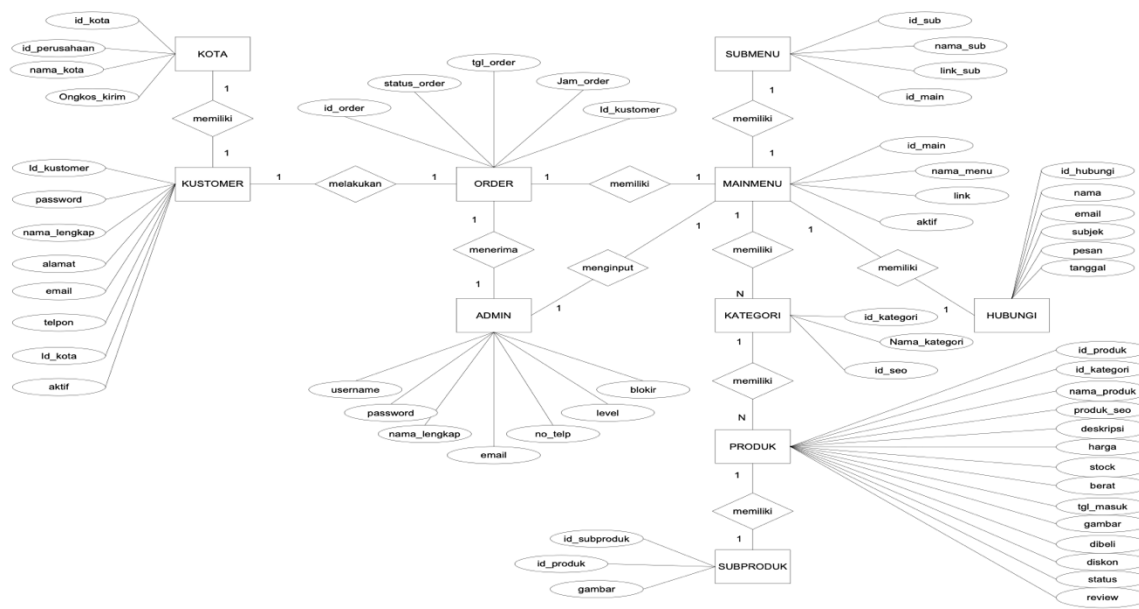 id_kota
id_perusahaan
nama_kota
Ongkos_kirim
KOTA
1
memiliki
1
KUSTOMER
Id_kustomer
password
nama_lengkap
alamat
email
telpon
Id_kota
aktif
1
melakukan
1
tgl_order
status_order
Jam_order
id_order
Id_kustomer
ORDER
1
memiliki
1
1
menerima
1
ADMIN
username
password
nama_lengkap
email
no_telp
level
blokir
1
menginput
1
SUBMENU
id_sub
nama_sub
link_sub
id_main
1
memiliki
1
MAINMENU
id_main
nama_menu
link
aktif
1
memiliki
1
HUBUNGI
id_hubungi
nama
email
subjek
pesan
tanggal
1
memiliki
N
KATEGORI
id_kategori
Nama_kategori
id_seo
1
memiliki
N
PRODUK
id_produk
id_kategori
nama_produk
produk_seo
deskripsi
harga
stock
berat
tgl_masuk
gambar
dibeli
diskon
status
review
1
memiliki
1
SUBPRODUK
id_subproduk
id_produk
gambar